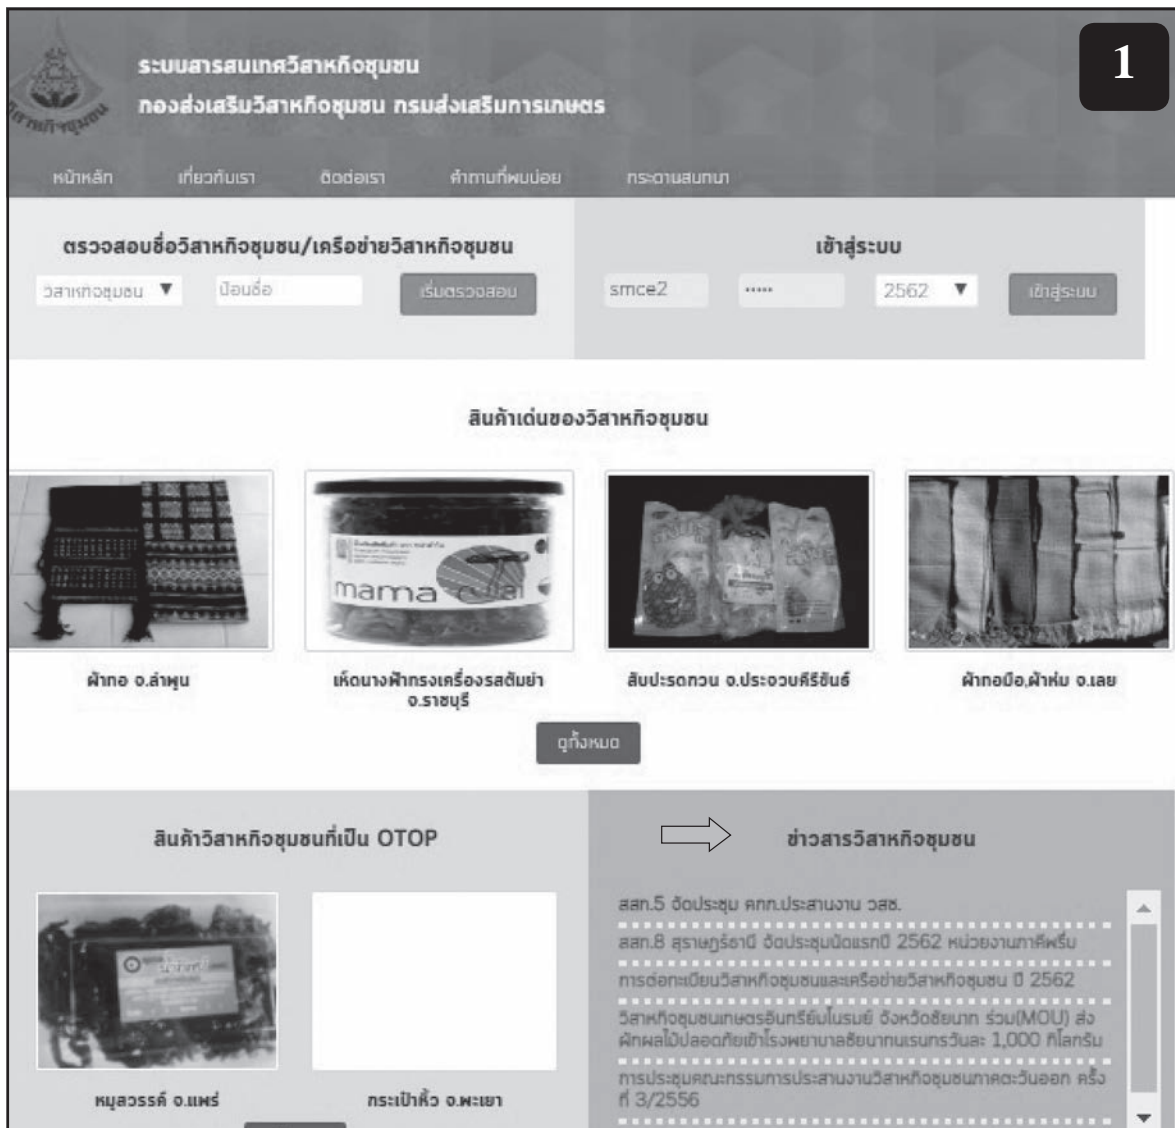 1
ระบบสารสนเทศวิสาหกิจชุมชน
กองส่งเสริมวิสาหกิจชุมชน กรมส่งเสริมการเกษตร
หน้าหลัก เกี่ยวกับเรา ติดต่อเรา คำถามที่พบบ่อย กระดานสนทนา
ตรวจสอบชื่อวิสาหกิจชุมชน/เครือข่ายวิสาหกิจชุมชน
วิสาหกิจชุมชน ▼ ป้อนชื่อ เริ่มตรวจสอบ
เข้าสู่ระบบ
smce2 ····· 2562 ▼ เข้าสู่ระบบ
สินค้าเด่นของวิสาหกิจชุมชน
mama
ผ้าทอ จ.ลำพูน
เห็ดนางฟ้าทรงเครื่องรสต้มยำ
จ.ราชบุรี
สับปะรดกวน จ.ประจวบคีรีขันธ์
ผ้าทอมือ,ผ้าห่ม จ.เลย
ดูทั้งหมด
สินค้าวิสาหกิจชุมชนที่เป็น OTOP
หมูสวรรค์ จ.แพร่
กระเป๋าหิ้ว จ.พะเยา
ข่าวสารวิสาหกิจชุมชน
สสก.5 จัดประชุม คกก.ประสานงาน วสช.
สสก.8 สุราษฎร์ธานี จัดประชุมนัดแรกปี 2562 หน่วยงานภาคีพรึ่บ
การต่อทะเบียนวิสาหกิจชุมชนและเครือข่ายวิสาหกิจชุมชน ปี 2562
วิสาหกิจชุมชนเกษตรอินทรีย์มโนรมย์ จังหวัดชัยนาท ร่วม(MOU) ส่ง
ผักผลไม้ปลอดภัยเข้าโรงพยาบาลชัยนาทนเรนทรวันละ 1,000 กิโลกรัม
การประชุมคณะกรรมการประสานงานวิสาหกิจชุมชนภาคตะวันออก ครั้ง
ที่ 3/2556